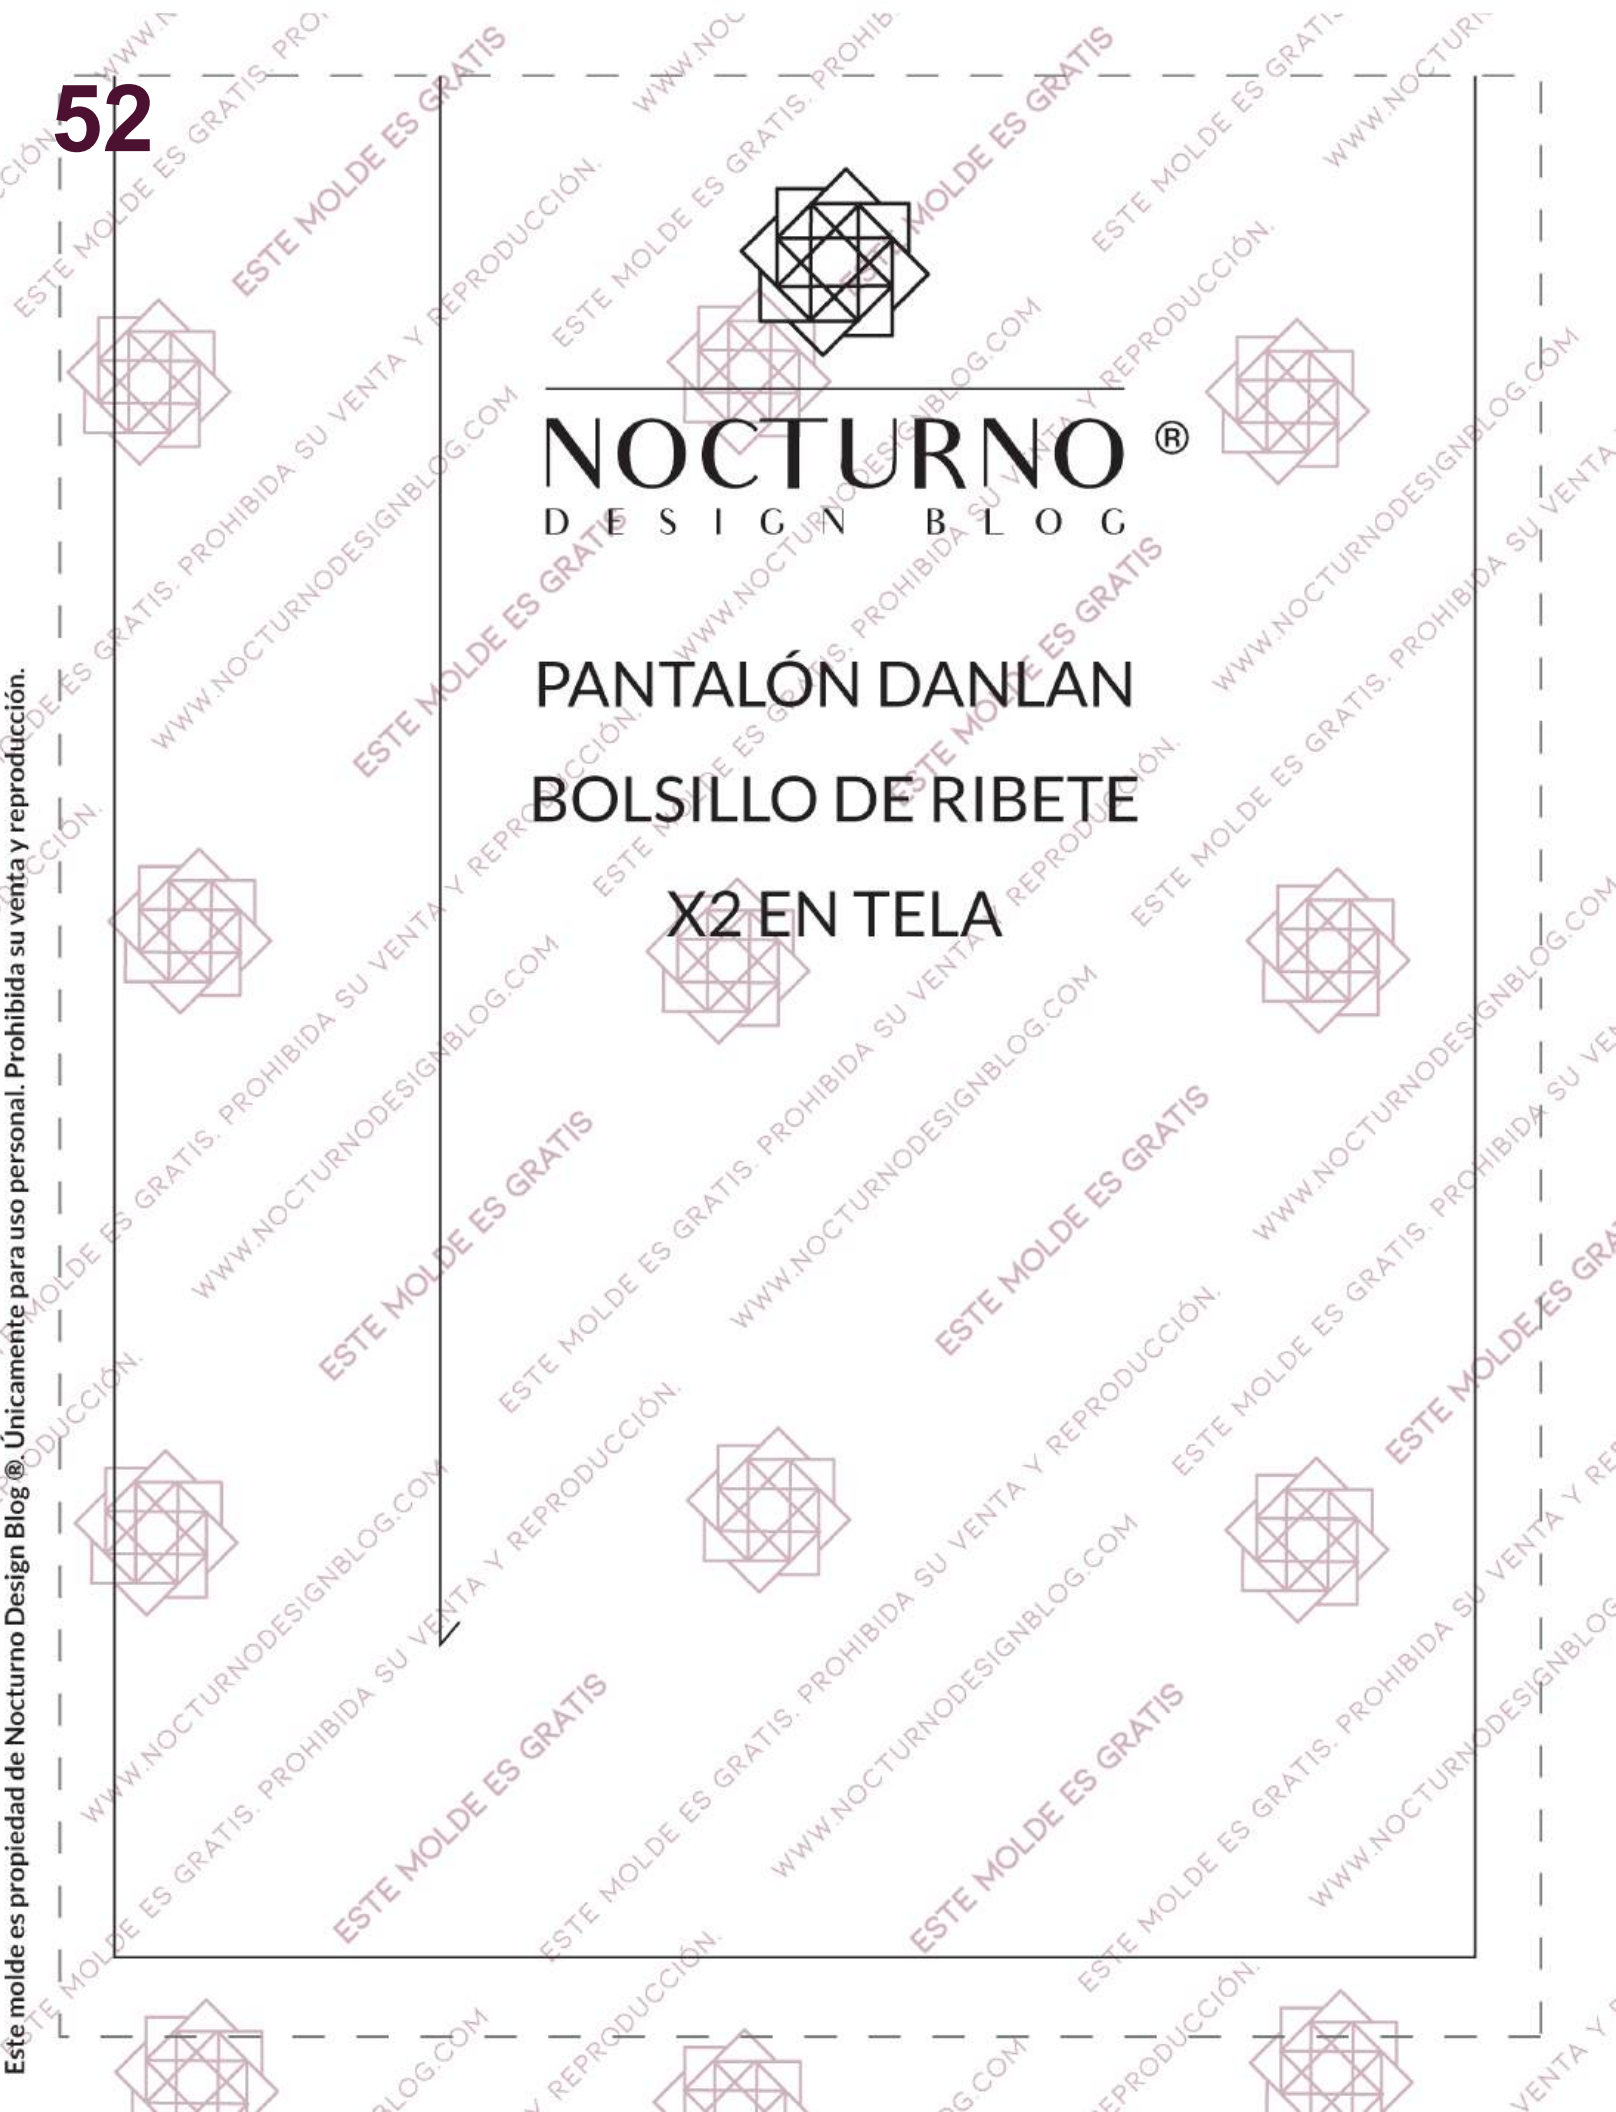 52
NOCTURNO ®
DESIGN BLOG
PANTALÓN DANLAN
BOLSILLO DE RIBETE
X2 EN TELA
Este molde es propiedad de Nocturno Design Blog ®. Únicamente para uso personal. Prohibida su venta y reproducción.
ESTE MOLDE ES GRATIS
ESTE MOLDE ES GRATIS. PROHIBIDA SU VENTA Y REPRODUCCIÓN.
WWW.NOCTURNODESIGNBLOG.COM